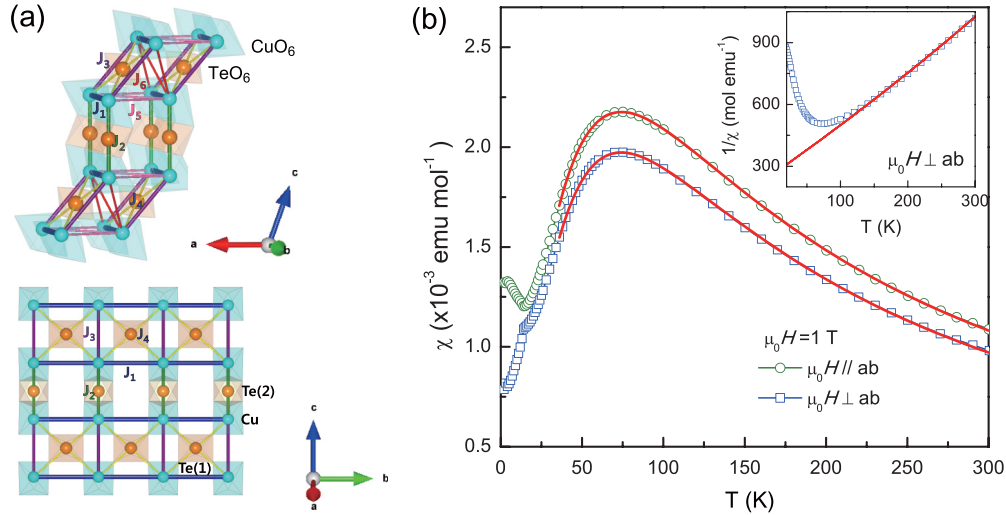 (a)
CuO6
TeO6
J3
J6
J1
J5
J2
J4
c
a
b
J3
J4
J1
J2
Te(2)
Cu
Te(1)
c
b
a
(b)
χ (x10⁻³ emu mol⁻¹)
2.5
2.0
1.5
1.0
0.5
0 50 100 150 200 250 300
T (K)
μ0H=1 T
μ0H // ab
μ0H ⊥ ab
1/χ (mol emu⁻¹)
900
600
300
100 200 300
T (K)
μ0H ⊥ ab